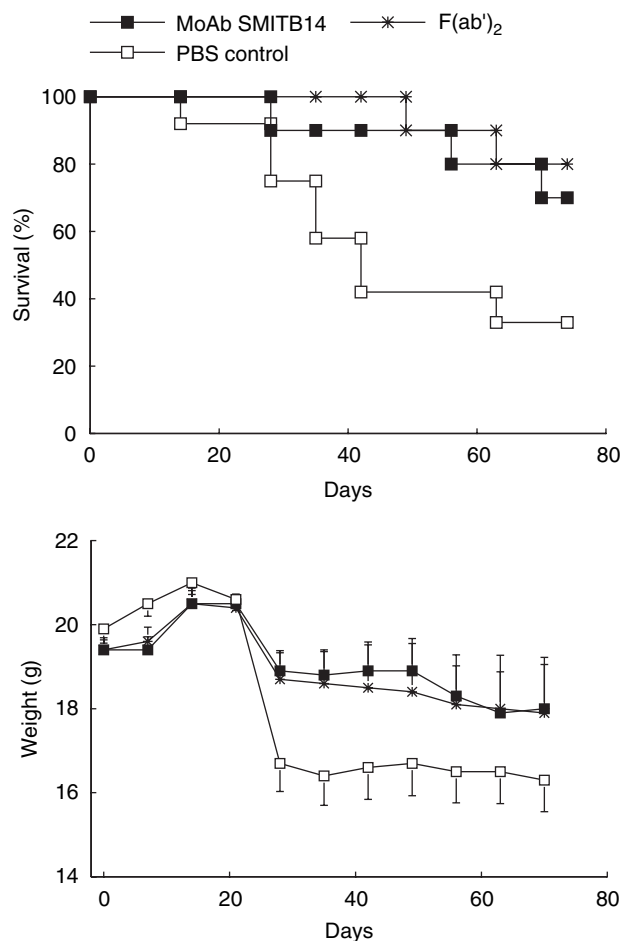 MoAb SMITB14 F(ab')₂
PBS control
100
80
60
40
20
0
Survival (%)
0 20 40 60 80
Days
22
20
18
16
14
Weight (g)
0 20 40 60 80
Days